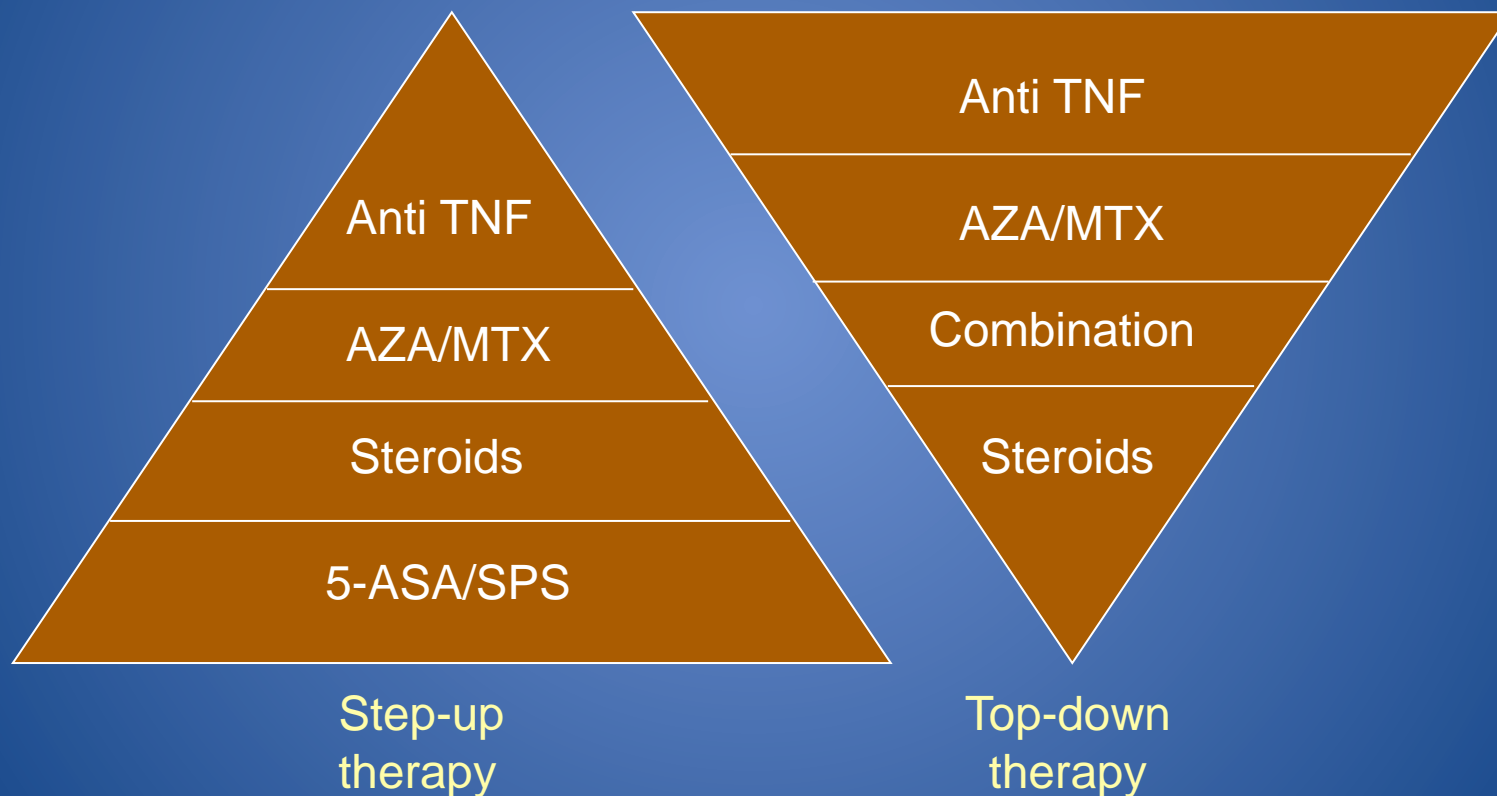 Anti TNF
AZA/MTX
Steroids
5-ASA/SPS
Step-up
therapy
Anti TNF
AZA/MTX
Combination
Steroids
Top-down
therapy